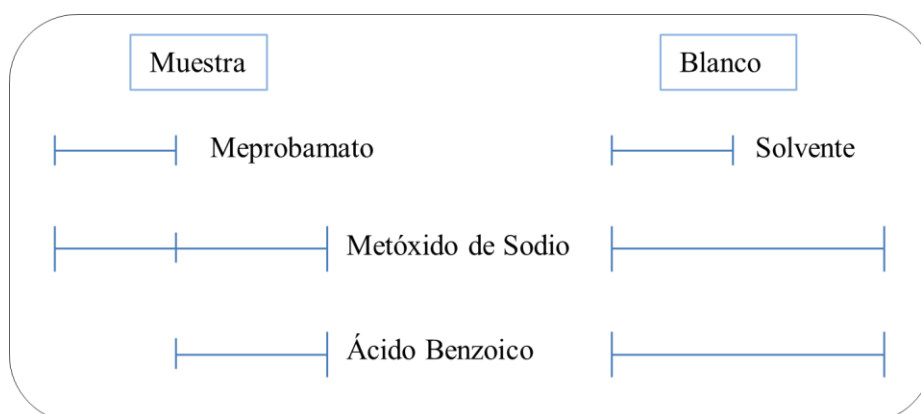 Muestra
Blanco
Meprobamato
Solvente
Metóxido de Sodio
Ácido Benzoico